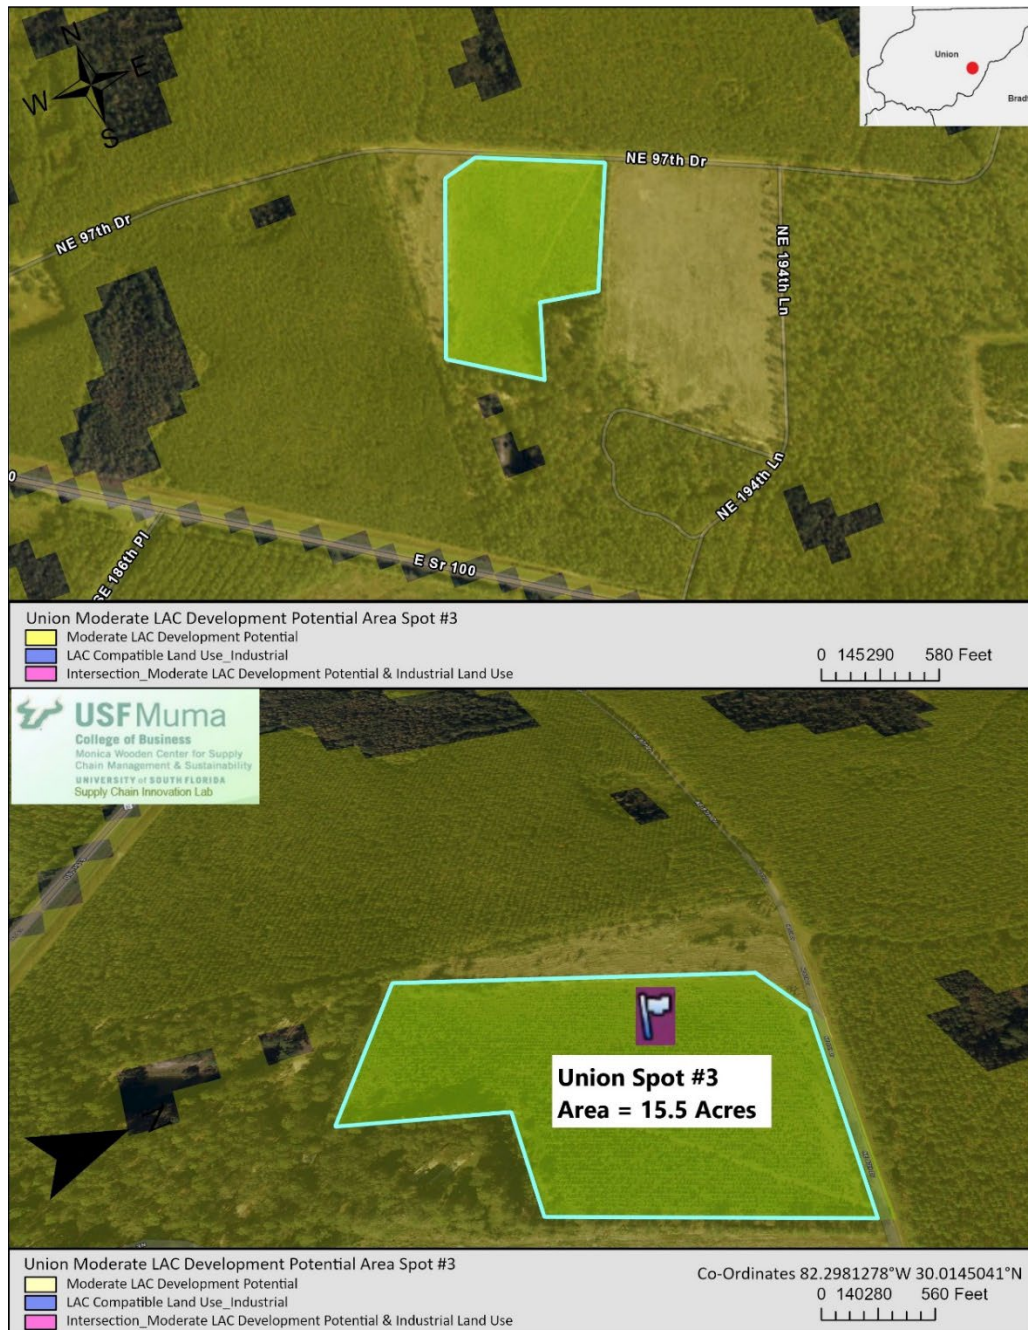 N
E
W
S
Union
Brad
NE 97th Dr
NE 97th Dr
NE 194th Ln
NE 194th Ln
0
SE 186th Pl
E Sr 100
Union Moderate LAC Development Potential Area Spot #3
Moderate LAC Development Potential
LAC Compatible Land Use_Industrial
Intersection_Moderate LAC Development Potential & Industrial Land Use
0 145290 580 Feet
USF Muma
College of Business
Monica Wooden Center for Supply
Chain Management & Sustainability
UNIVERSITY of SOUTH FLORIDA
Supply Chain Innovation Lab
Union Spot #3
Area = 15.5 Acres
Union Moderate LAC Development Potential Area Spot #3
Moderate LAC Development Potential
LAC Compatible Land Use_Industrial
Intersection_Moderate LAC Development Potential & Industrial Land Use
Co-Ordinates 82.2981278°W 30.0145041°N
0 140280 560 Feet